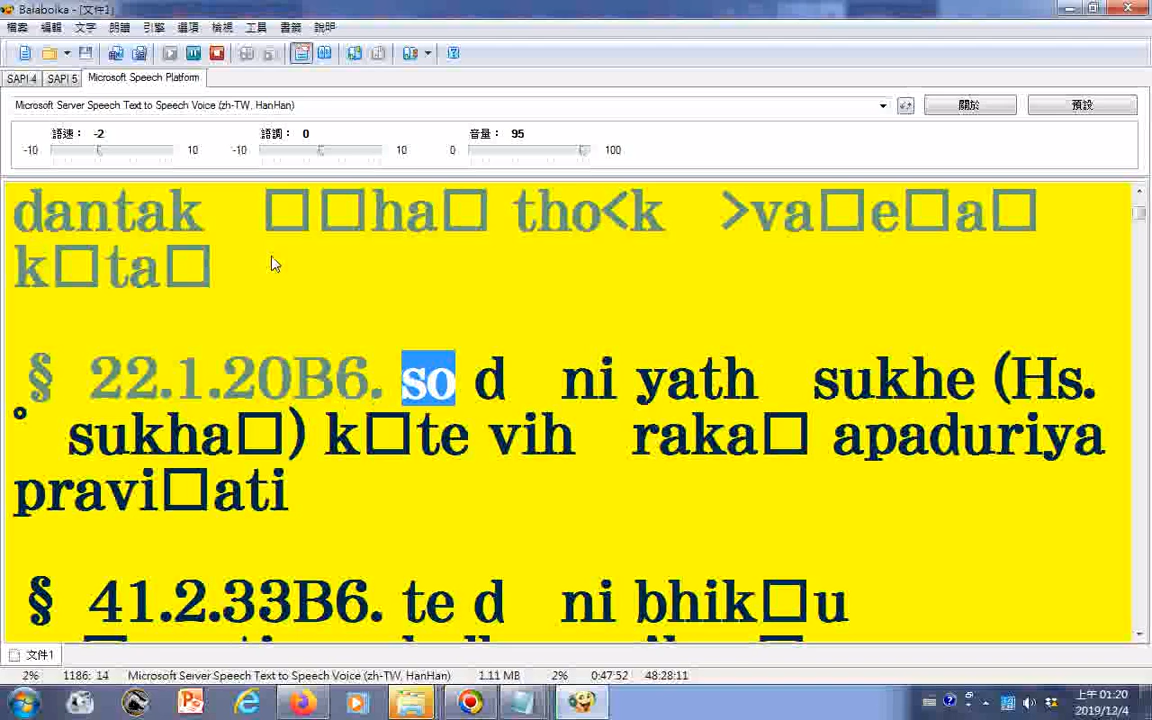 Balabolka - [文件1]
檔案 編輯 文字 朗讀 引擎 選項 檢視 工具 書籤 說明
SAPI 4 SAPI 5 Microsoft Speech Platform
Microsoft Server Speech Text to Speech Voice (zh-TW, HanHan) 關於 預設
語速： -2 語調： 0 音量： 95
-10 10 -10 10 0 100
dantak □□ha□ tho<k >va□e□a□
k□ta□
§ 22.1.20B6. so d ni yath sukhe (Hs.
° sukha□) k□te vih raka□ apaduriya
pravi□ati
§ 41.2.33B6. te d ni bhik□u
文件1
2% 1186: 14 Microsoft Server Speech Text to Speech Voice (zh-TW, HanHan) 1.11 MB 2% 0:47:52 48:28:11
上午 01:20
2019/12/4